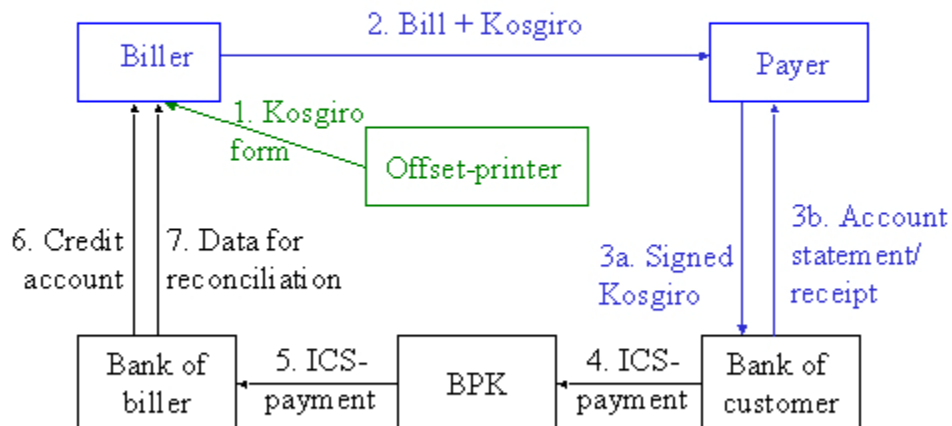 2. Bill + Kosgiro
Biller
Payer
1. Kosgiro
form
Offset-printer
6. Credit
account
7. Data for
reconciliation
3a. Signed
Kosgiro
3b. Account
statement/
receipt
Bank of
biller
5. ICS-
payment
BPK
4. ICS-
payment
Bank of
customer